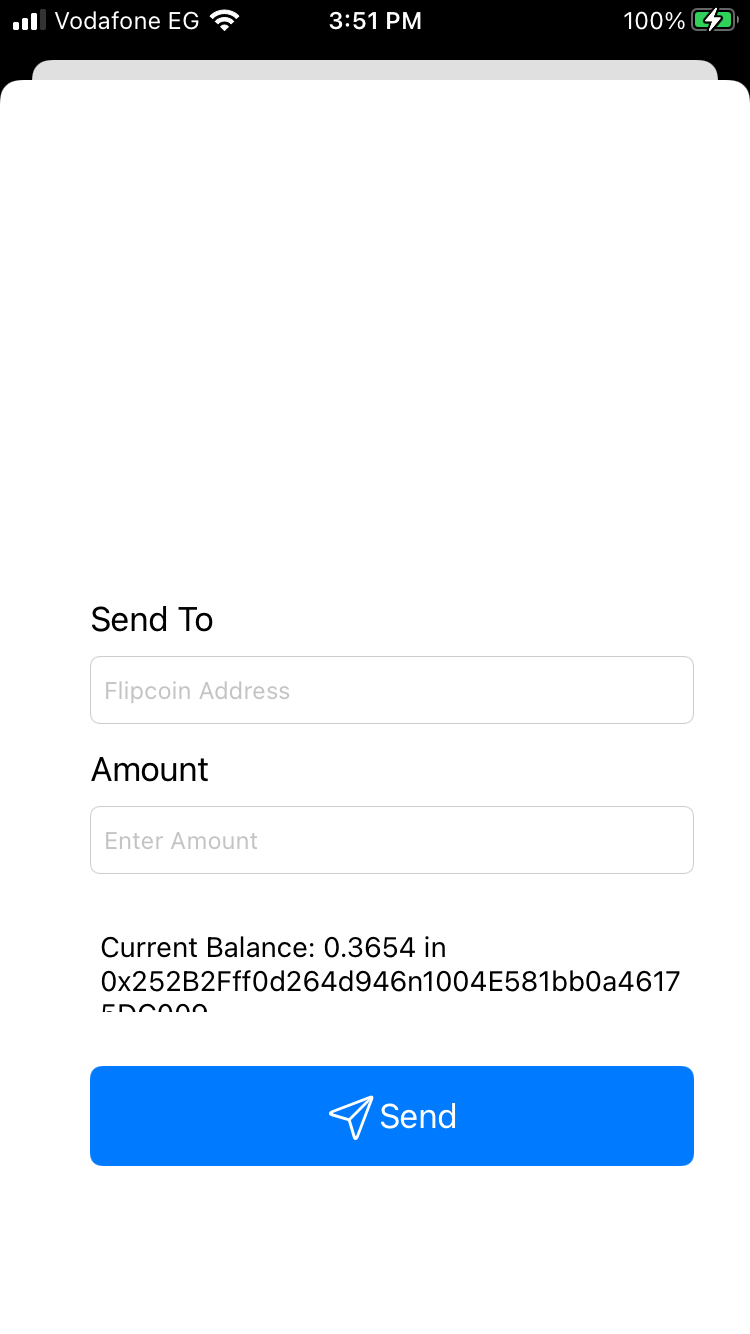 Vodafone EG 3:51 PM 100%
Send To
Flipcoin Address
Amount
Enter Amount
Current Balance: 0.3654 in
0x252B2Fff0d264d946n1004E581bb0a4617
Send